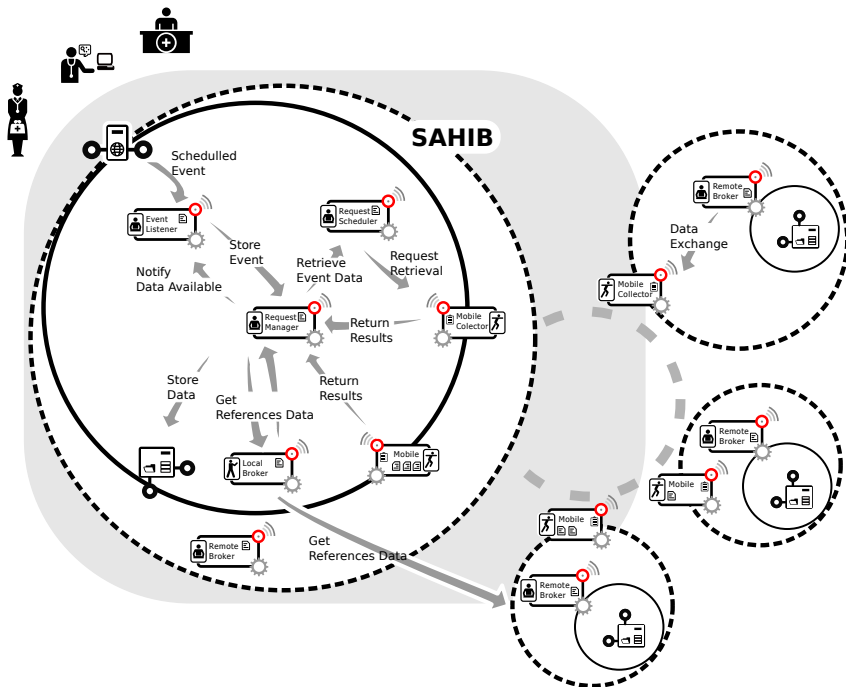 SAHIB
Schedulled
Event
Event
Listener
Request
Scheduler
Store
Event
Notify
Data Available
Retrieve
Event Data
Request
Retrieval
Request
Manager
Mobile
Colector
Return
Results
Store
Data
Get
References Data
Return
Results
Local
Broker
Mobile
Remote
Broker
Get
References Data
Remote
Broker
Data
Exchange
Mobile
Collector
Remote
Broker
Mobile
Mobile
Remote
Broker